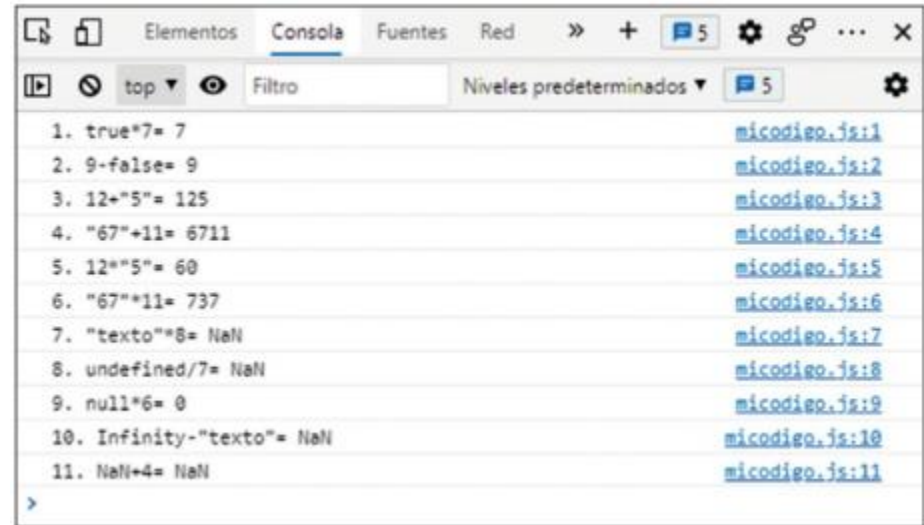 Elementos Consola Fuentes Red » + 5 ... ×
top ▼ Filtro Niveles predeterminados ▼ 5
1. true*7= 7 micodigo.js:1
2. 9-false= 9 micodigo.js:2
3. 12+"5"= 125 micodigo.js:3
4. "67"+11= 6711 micodigo.js:4
5. 12*"5"= 60 micodigo.js:5
6. "67"*11= 737 micodigo.js:6
7. "texto"*8= NaN micodigo.js:7
8. undefined/7= NaN micodigo.js:8
9. null*6= 0 micodigo.js:9
10. Infinity-"texto"= NaN micodigo.js:10
11. NaN+4= NaN micodigo.js:11
>